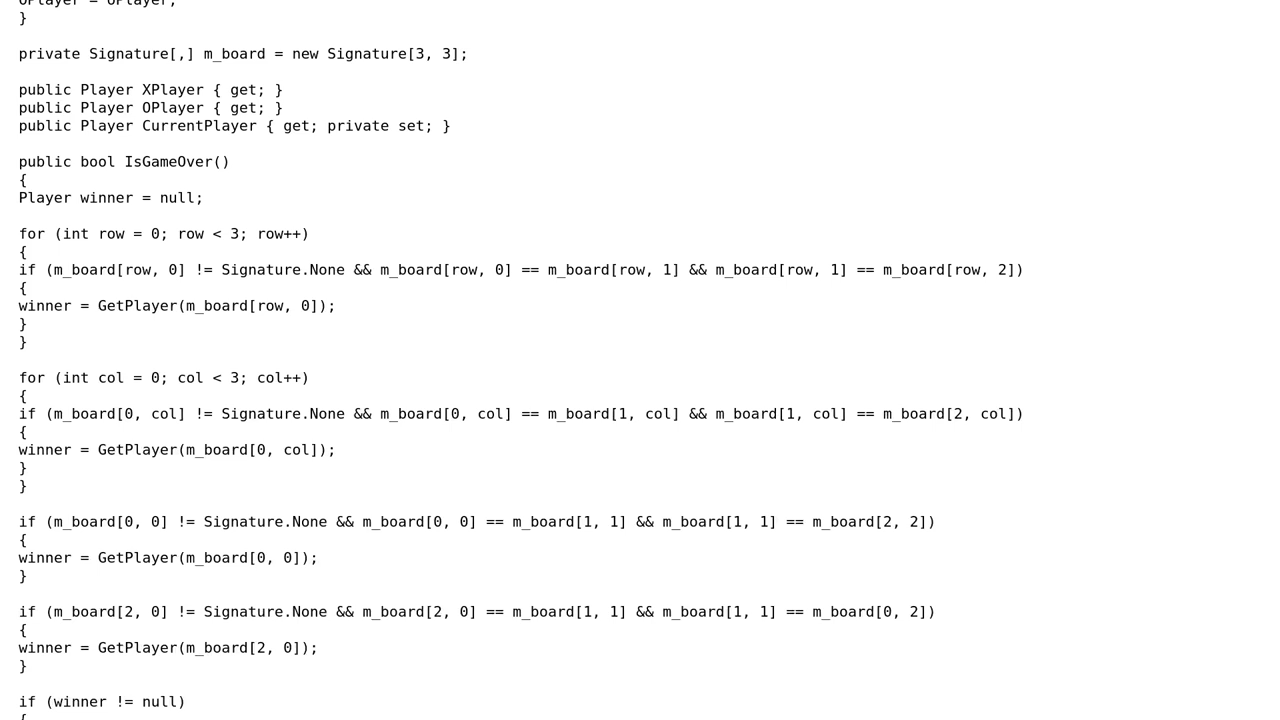 OPlayer = oPlayer;
}

private Signature[,] m_board = new Signature[3, 3];

public Player XPlayer { get; }
public Player OPlayer { get; }
public Player CurrentPlayer { get; private set; }

public bool IsGameOver()
{
Player winner = null;

for (int row = 0; row < 3; row++)
{
if (m_board[row, 0] != Signature.None && m_board[row, 0] == m_board[row, 1] && m_board[row, 1] == m_board[row, 2])
{
winner = GetPlayer(m_board[row, 0]);
}
}

for (int col = 0; col < 3; col++)
{
if (m_board[0, col] != Signature.None && m_board[0, col] == m_board[1, col] && m_board[1, col] == m_board[2, col])
{
winner = GetPlayer(m_board[0, col]);
}
}

if (m_board[0, 0] != Signature.None && m_board[0, 0] == m_board[1, 1] && m_board[1, 1] == m_board[2, 2])
{
winner = GetPlayer(m_board[0, 0]);
}

if (m_board[2, 0] != Signature.None && m_board[2, 0] == m_board[1, 1] && m_board[1, 1] == m_board[0, 2])
{
winner = GetPlayer(m_board[2, 0]);
}

if (winner != null)
{